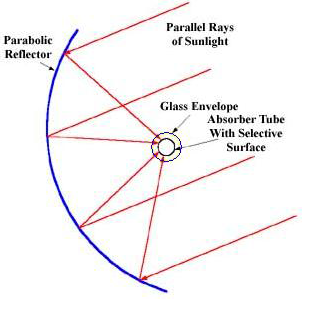 Parallel Rays
of Sunlight
Parabolic
Reflector
Glass Envelope
Absorber Tube
With Selective
Surface